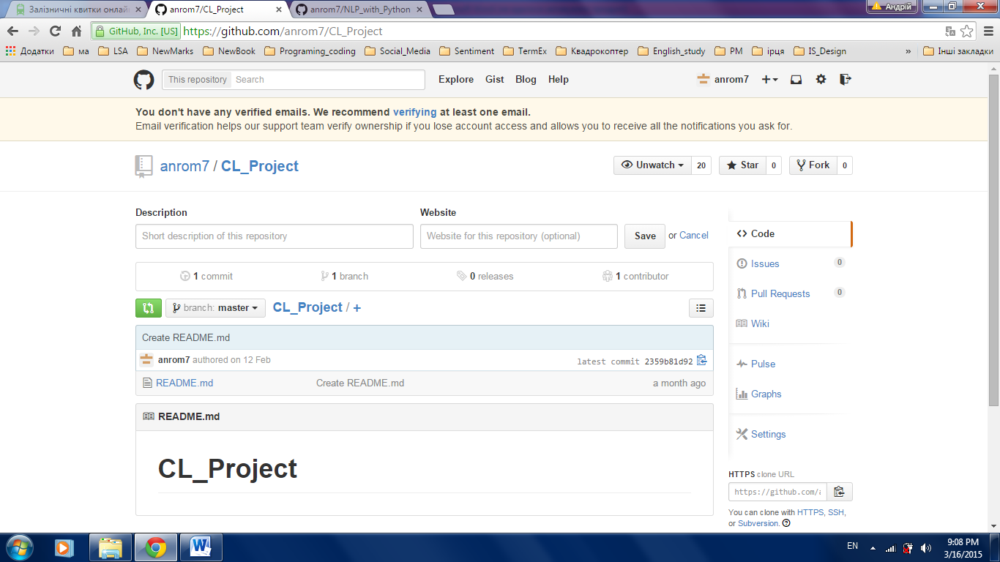 Залізничні квитки онлайн
anrom7/CL_Project
anrom7/NLP_with_Python
Андрій
GitHub, Inc. [US]
https://github.com/anrom7/CL_Project
Додатки
ма
LSA
NewMarks
NewBook
Programing_coding
Social_Media
Sentiment
TermEx
Квадрокоптер
English_study
PM
ірця
IS_Design
»
Інші закладки
This repository
Search
Explore
Gist
Blog
Help
anrom7
You don't have any verified emails. We recommend verifying at least one email.
Email verification helps our support team verify ownership if you lose account access and allows you to receive all the notifications you ask for.
anrom7 / CL_Project
Unwatch
20
Star
0
Fork
0
Description
Website
Short description of this repository
Website for this repository (optional)
Save
or Cancel
1 commit
1 branch
0 releases
1 contributor
branch: master
CL_Project / +
Create README.md
anrom7 authored on 12 Feb
latest commit 2359b81d92
README.md
Create README.md
a month ago
README.md
CL_Project
Code
Issues
0
Pull Requests
0
Wiki
Pulse
Graphs
Settings
HTTPS clone URL
https://github.com/a
You can clone with HTTPS, SSH,
or Subversion.
EN
9:08 PM
3/16/2015